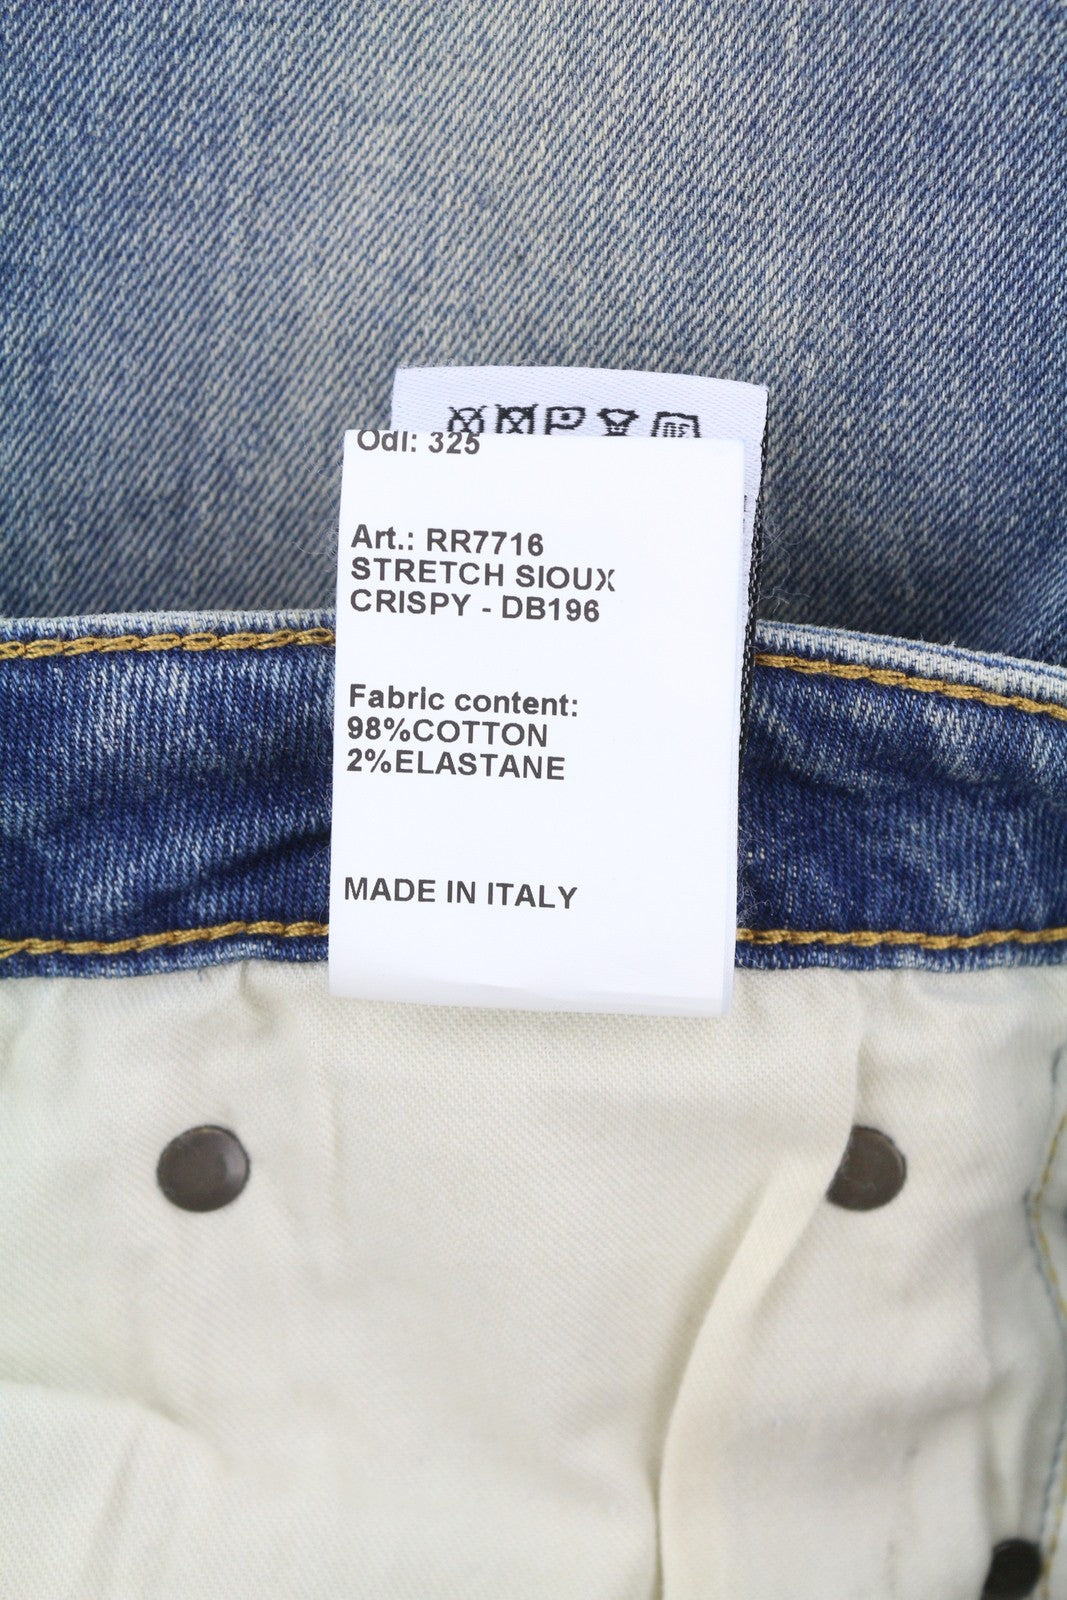 Odl: 325
Art.: RR7716
STRETCH SIOUX
CRISPY - DB196
Fabric content:
98%COTTON
2%ELASTANE
MADE IN ITALY